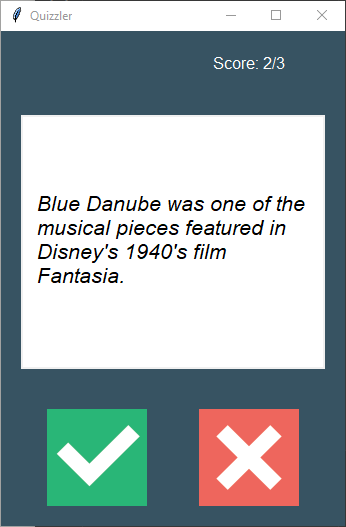 Quizzler
Score: 2/3
Blue Danube was one of the
musical pieces featured in
Disney's 1940's film
Fantasia.